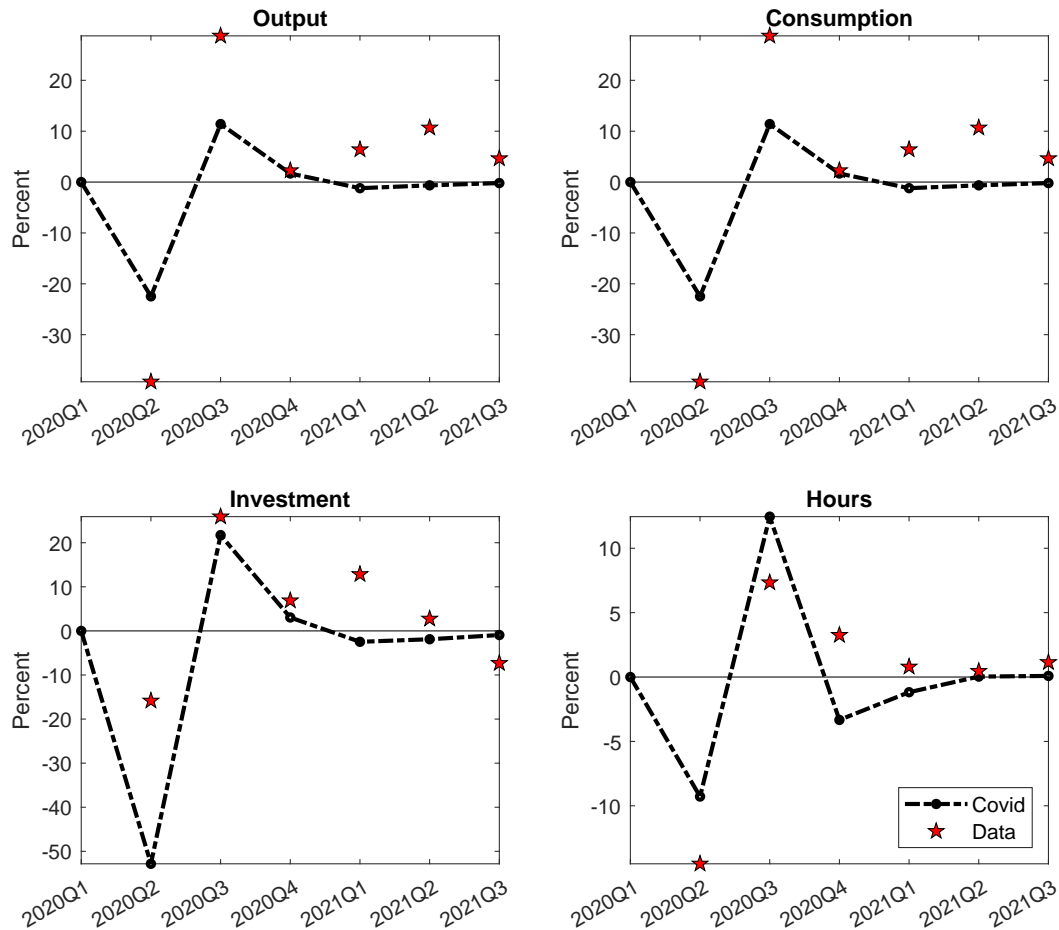 Output
Percent
20
10
0
-10
-20
-30
2020Q1
2020Q2
2020Q3
2020Q4
2021Q1
2021Q2
2021Q3
Consumption
Percent
20
10
0
-10
-20
-30
2020Q1
2020Q2
2020Q3
2020Q4
2021Q1
2021Q2
2021Q3
Investment
Percent
20
10
0
-10
-20
-30
-40
-50
2020Q1
2020Q2
2020Q3
2020Q4
2021Q1
2021Q2
2021Q3
Hours
Percent
10
5
0
-5
-10
Covid
Data
2020Q1
2020Q2
2020Q3
2020Q4
2021Q1
2021Q2
2021Q3